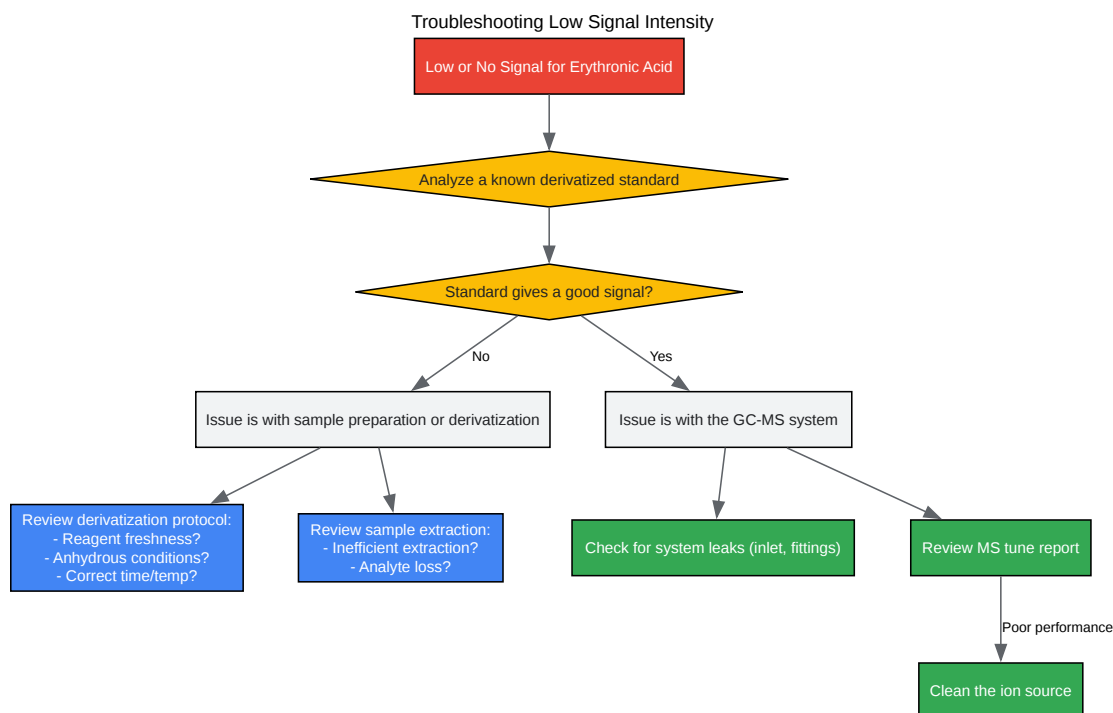 Troubleshooting Low Signal Intensity
Low or No Signal for Erythronic Acid
Analyze a known derivatized standard
Standard gives a good signal?
No
Yes
Issue is with sample preparation or derivatization
Issue is with the GC-MS system
Review derivatization protocol:
- Reagent freshness?
- Anhydrous conditions?
- Correct time/temp?
Review sample extraction:
- Inefficient extraction?
- Analyte loss?
Check for system leaks (inlet, fittings)
Review MS tune report
Poor performance
Clean the ion source